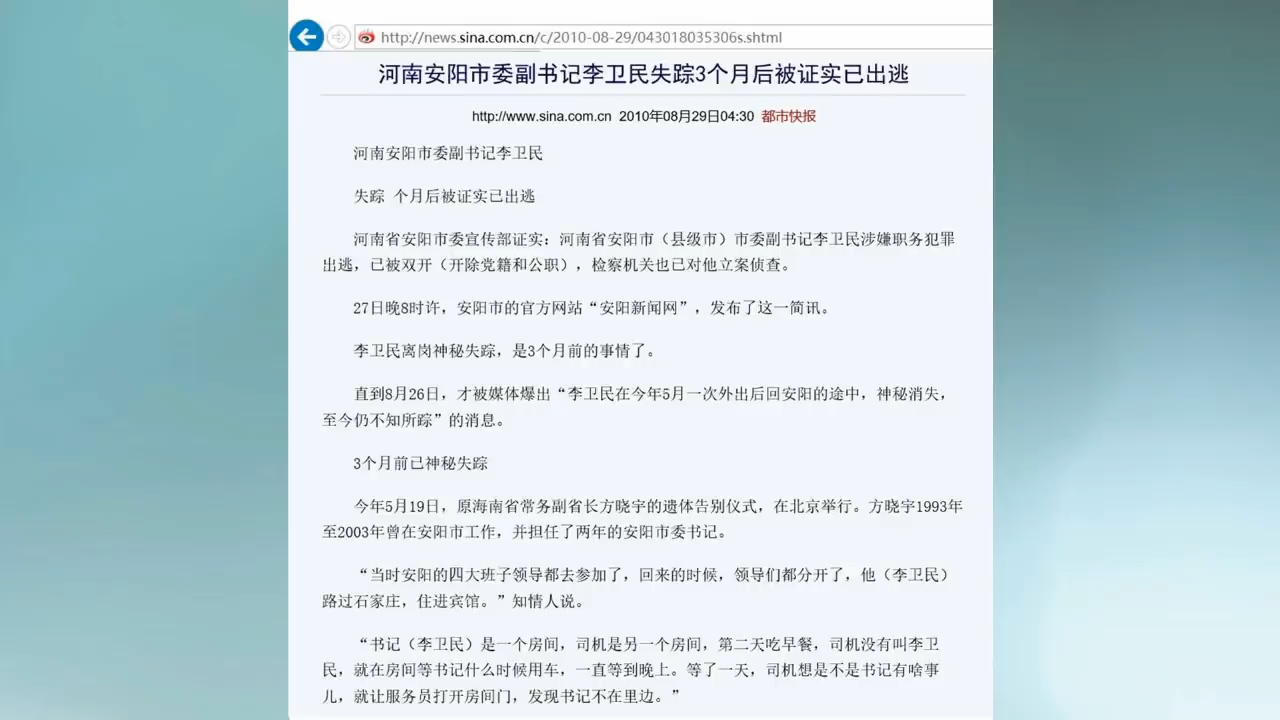 http://news.sina.com.cn/c/2010-08-29/043018035306s.shtml
河南安阳市委副书记李卫民失踪3个月后被证实已出逃
http://www.sina.com.cn 2010年08月29日04:30 都市快报
河南安阳市委副书记李卫民
失踪 个月后被证实已出逃
河南省安阳市委宣传部证实：河南省安阳市（县级市）市委副书记李卫民涉嫌职务犯罪
出逃，已被双开（开除党籍和公职），检察机关也已对他立案侦查。
27日晚8时许，安阳市的官方网站“安阳新闻网”，发布了这一简讯。
李卫民离岗神秘失踪，是3个月前的事情了。
直到8月26日，才被媒体爆出“李卫民在今年5月一次外出后回安阳的途中，神秘消失，
至今仍不知所踪”的消息。
3个月前已神秘失踪
今年5月19日，原海南省常务副省长方晓宇的遗体告别仪式，在北京举行。方晓宇1993年
至2003年曾在安阳市工作，并担任了两年的安阳市委书记。
“当时安阳的四大班子领导都去参加了，回来的时候，领导们都分开了，他（李卫民）
路过石家庄，住进宾馆。”知情人说。
“书记（李卫民）是一个房间，司机是另一个房间，第二天吃早餐，司机没有叫李卫
民，就在房间等书记什么时候用车，一直等到晚上。等了一天，司机想是不是书记有啥事
儿，就让服务员打开房间门，发现书记不在里边。”